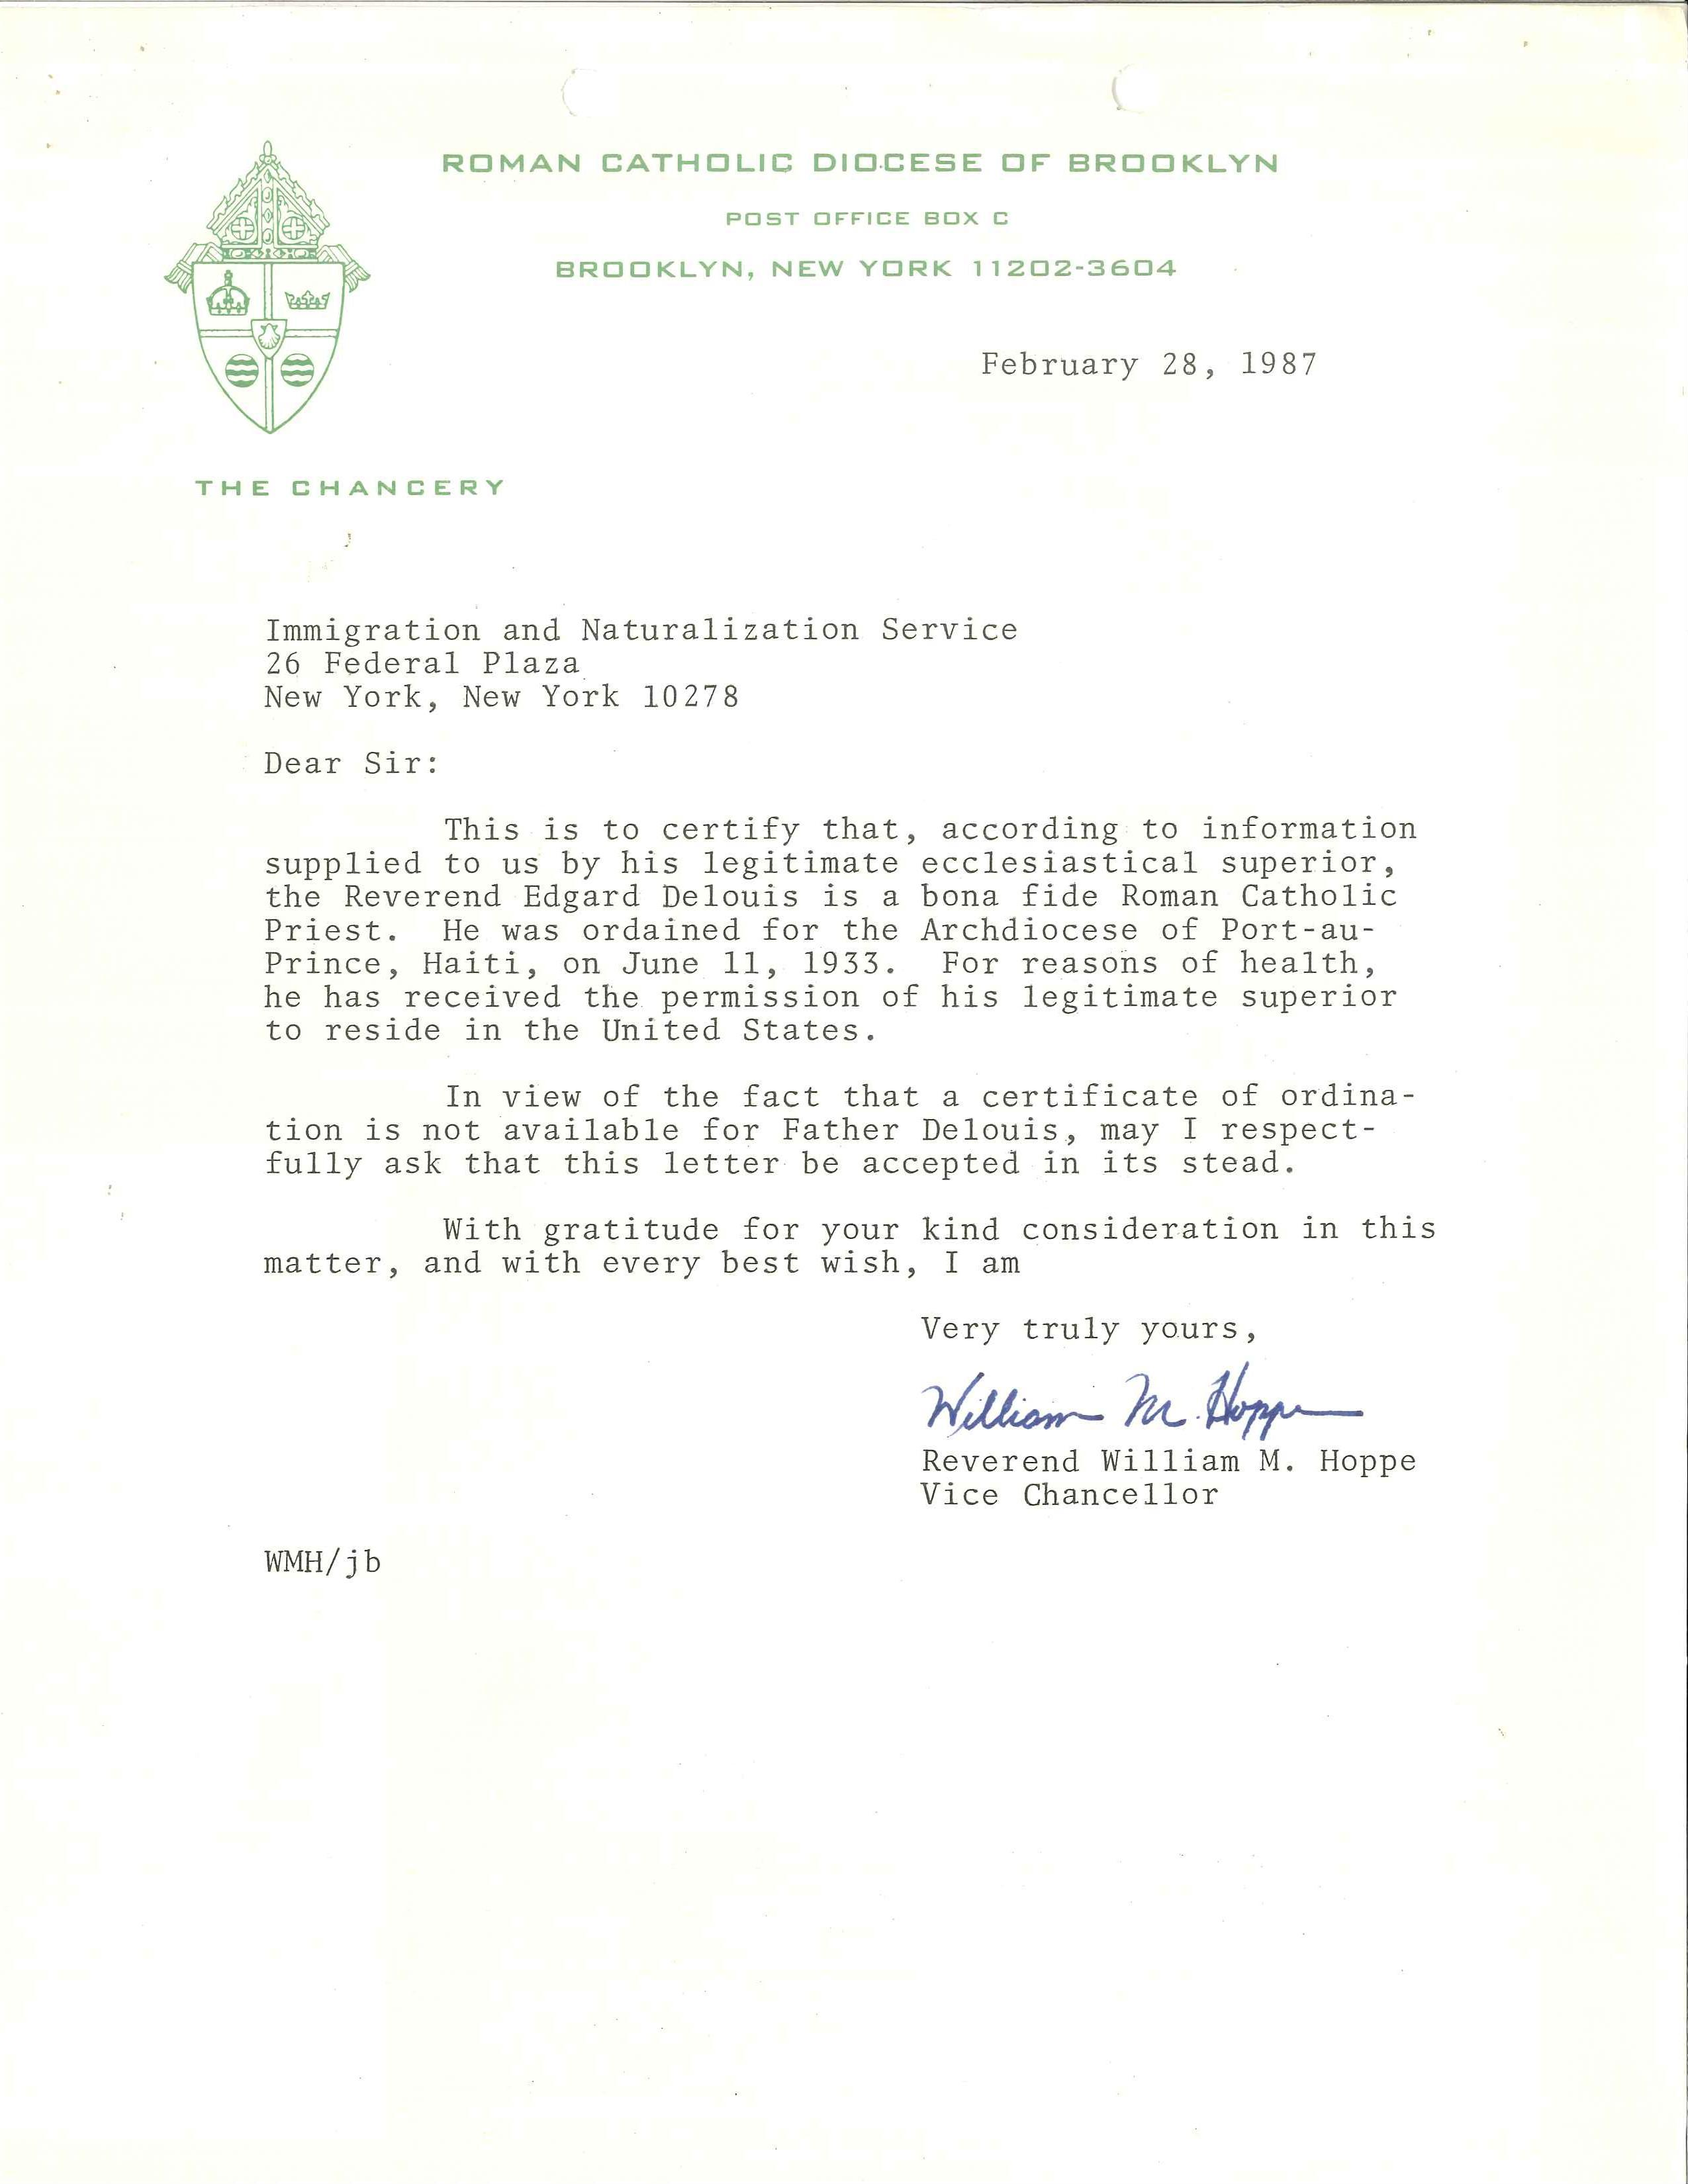 ROMAN CATHOLIC DIOCESE OF BROOKLYN
POST OFFICE BOX C
BROOKLYN, NEW YORK 11202-3604
February 28, 1987
THE CHANCERY
Immigration and Naturalization Service
26 Federal Plaza
New York, New York 10278
Dear Sir:
This is to certify that, according to information
supplied to us by his legitimate ecclesiastical superior,
the Reverend Edgard Delouis is a bona fide Roman Catholic
Priest. He was ordained for the Archdiocese of Port-au-
Prince, Haiti, on June 11, 1933. For reasons of health,
he has received the permission of his legitimate superior
to reside in the United States.
In view of the fact that a certificate of ordina-
tion is not available for Father Delouis, may I respect-
fully ask that this letter be accepted in its stead.
With gratitude for your kind consideration in this
matter, and with every best wish, I am
Very truly yours,
William M. Hoppe
Reverend William M. Hoppe
Vice Chancellor
WMH/jb